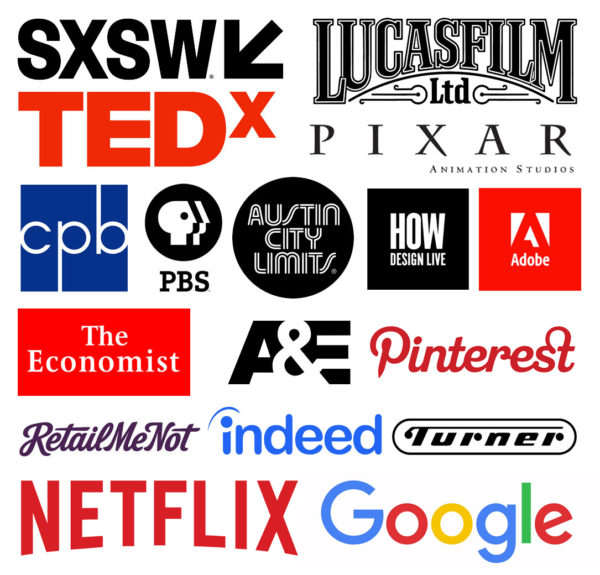 SXSW®
LUCASFILM
Ltd
TEDx
PIXAR
ANIMATION STUDIOS
cpb
PBS
AUSTIN
CITY
LIMITS®
HOW
DESIGN LIVE
Adobe
The
Economist
A&E
Pinterest
RetailMeNot
indeed
Turner
NETFLIX
Google